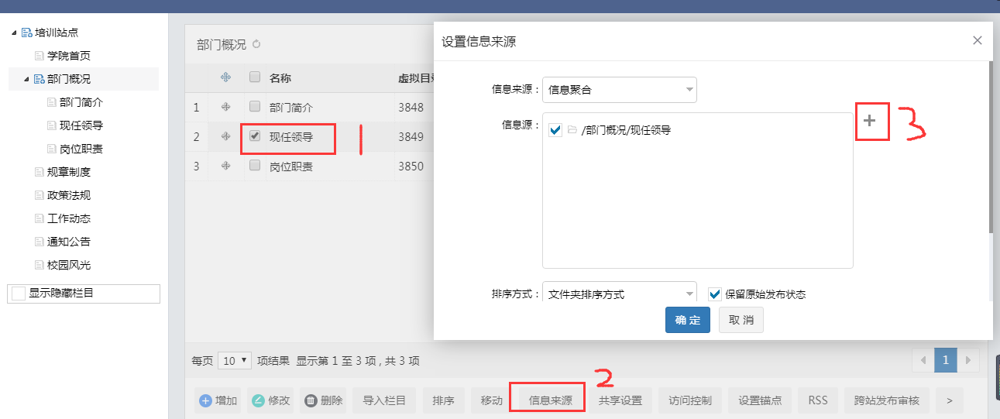 培训站点
学院首页
部门概况
部门简介
现任领导
岗位职责
规章制度
政策法规
工作动态
通知公告
校园风光
显示隐藏栏目
部门概况
名称 虚拟目录
1 部门简介 3848
2 现任领导 3849
3 岗位职责 3850
1
设置信息来源
信息来源： 信息聚合
信息源： /部门概况/现任领导
3
排序方式： 文件夹排序方式 保留原始发布状态
确定 取消
每页 10 项结果 显示第 1 至 3 项 , 共 3 项
1
2
增加 修改 删除 导入栏目 排序 移动 信息来源 共享设置 访问控制 设置锚点 RSS 跨站发布审核 >